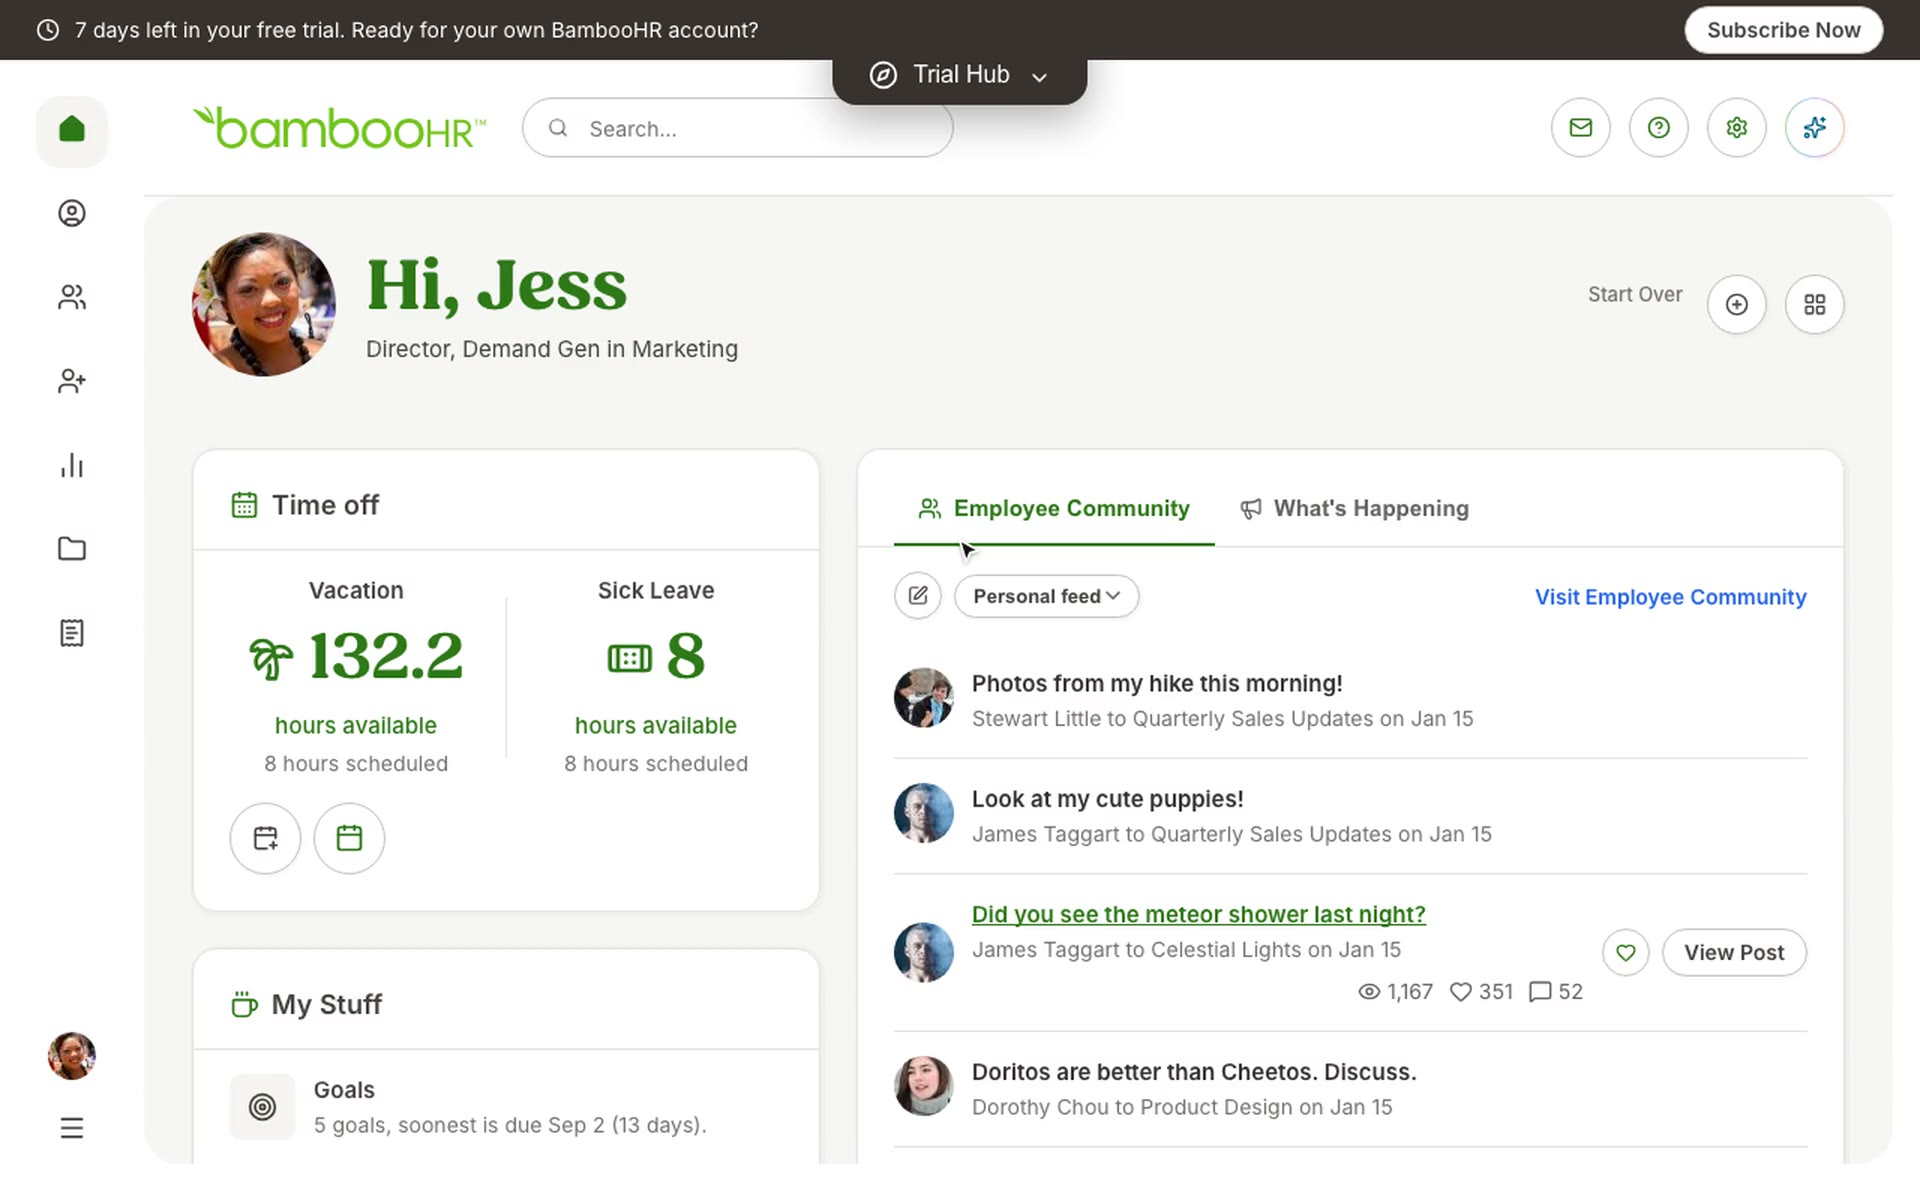 7 days left in your free trial. Ready for your own BambooHR account?
Subscribe Now
Trial Hub
bambooHR™
Search...
Hi, Jess
Director, Demand Gen in Marketing
Start Over
Time off
Vacation
132.2
hours available
8 hours scheduled
Sick Leave
8
hours available
8 hours scheduled
My Stuff
Goals
5 goals, soonest is due Sep 2 (13 days).
Employee Community
What's Happening
Personal feed
Visit Employee Community
Photos from my hike this morning!
Stewart Little to Quarterly Sales Updates on Jan 15
Look at my cute puppies!
James Taggart to Quarterly Sales Updates on Jan 15
Did you see the meteor shower last night?
James Taggart to Celestial Lights on Jan 15
1,167 351 52
View Post
Doritos are better than Cheetos. Discuss.
Dorothy Chou to Product Design on Jan 15